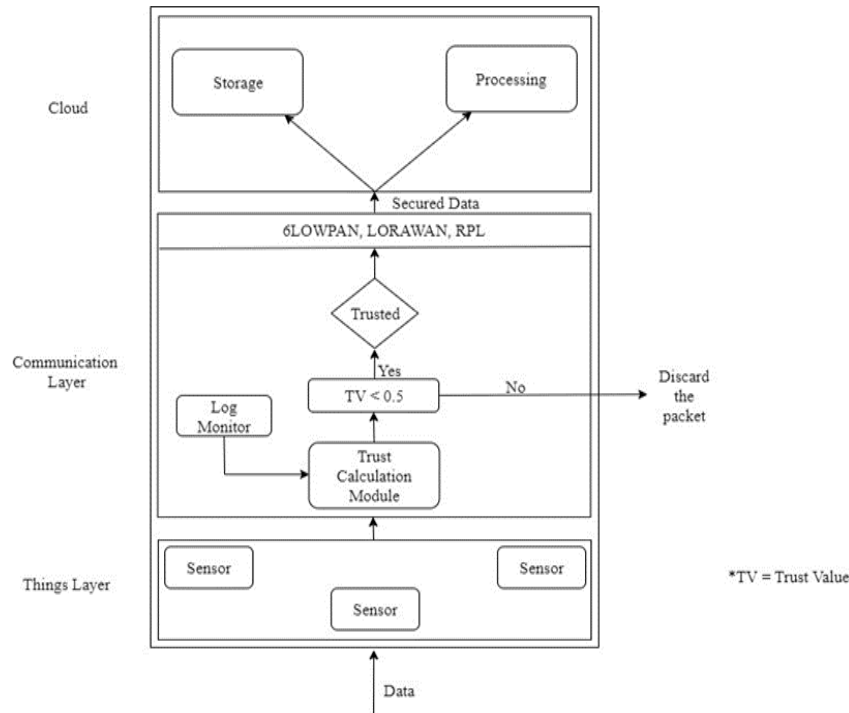 Storage
Processing
Cloud
Secured Data
6LOWPAN, LORAWAN, RPL
Trusted
Communication
Layer
Yes
TV < 0.5
No
Discard
the
packet
Log
Monitor
Trust
Calculation
Module
Things Layer
Sensor
Sensor
Sensor
*TV = Trust Value
Data